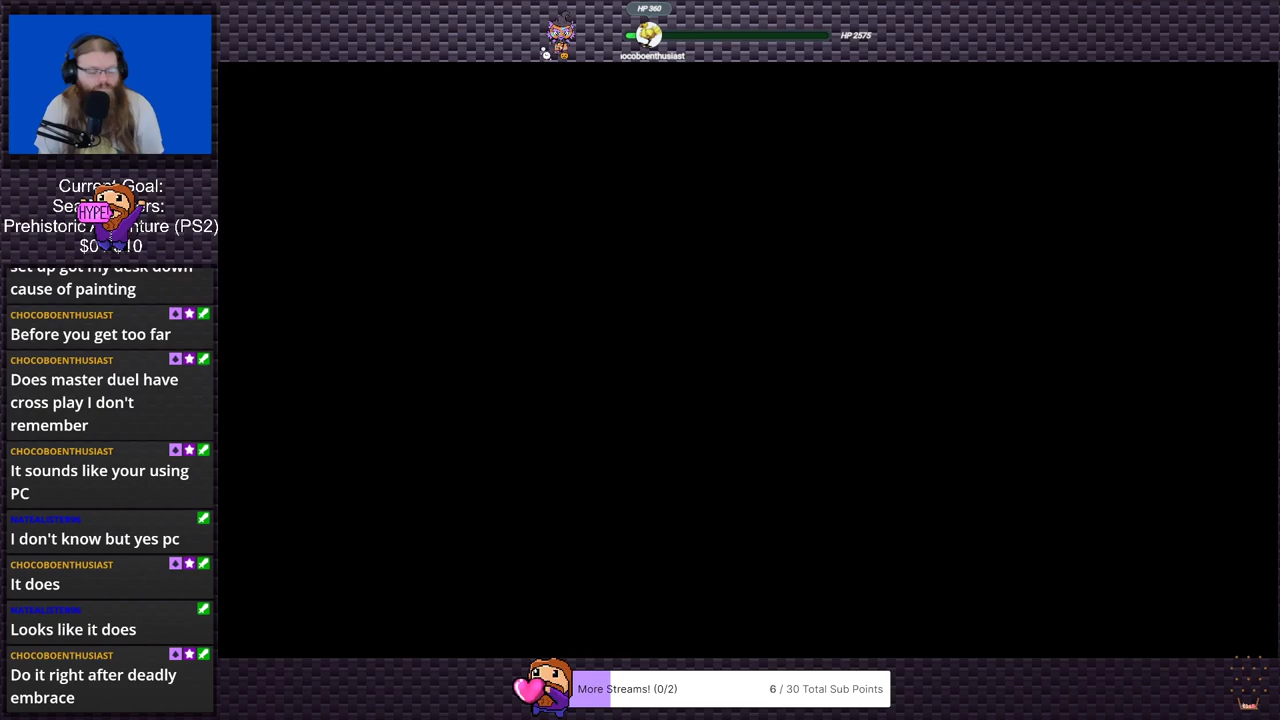 HP 360
HP 2575
ocoboenthusiast
Current Goal:
Prehistoric
(PS2)
HYPE!
set up got my desk down
cause of painting
CHOCOBOENTHUSIAST
Before you get too far
CHOCOBOENTHUSIAST
Does master duel have
cross play I don't
remember
CHOCOBOENTHUSIAST
It sounds like your using
PC
I don't know but yes pc
CHOCOBOENTHUSIAST
It does
Looks like it does
CHOCOBOENTHUSIAST
Do it right after deadly
embrace
More Streams! (0/2)
6 / 30 Total Sub Points